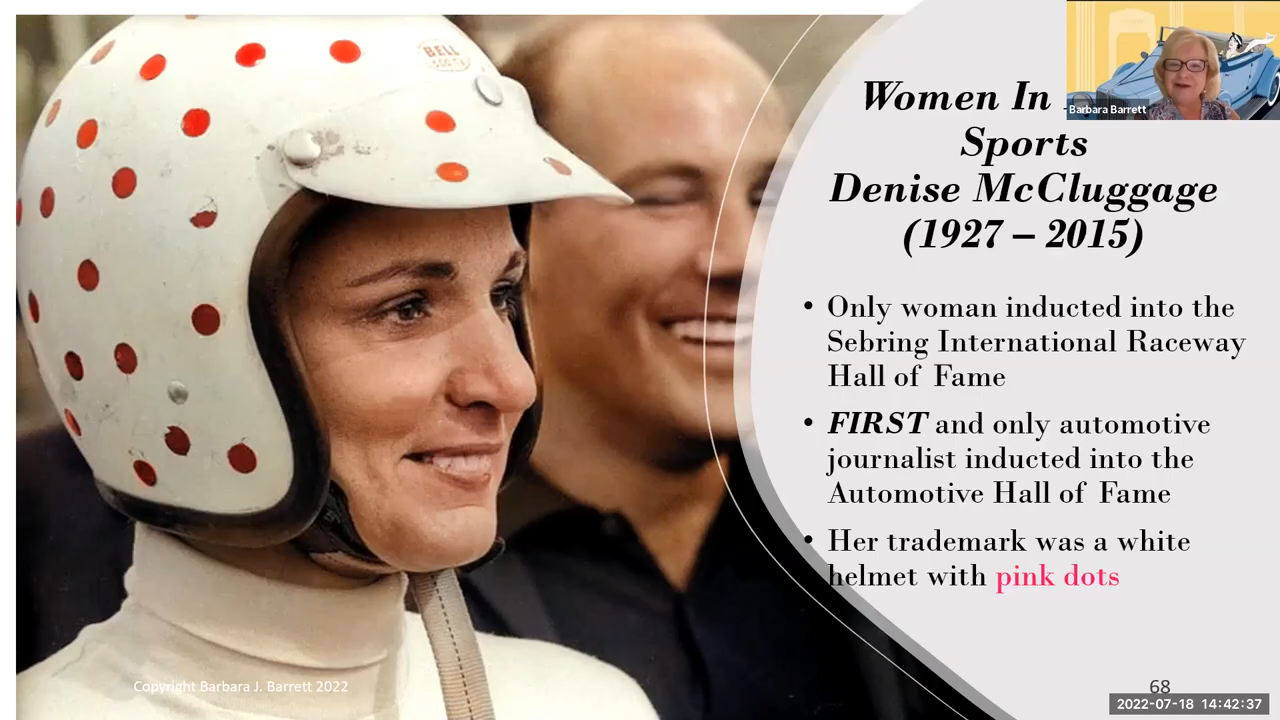 BELL
500-TX
Women In
Sports
Denise McCluggage
(1927 – 2015)
Barbara Barrett
• Only woman inducted into the
Sebring International Raceway
Hall of Fame
• FIRST and only automotive
journalist inducted into the
Automotive Hall of Fame
• Her trademark was a white
helmet with pink dots
Copyright Barbara J. Barrett 2022
68
2022-07-18 14:42:37